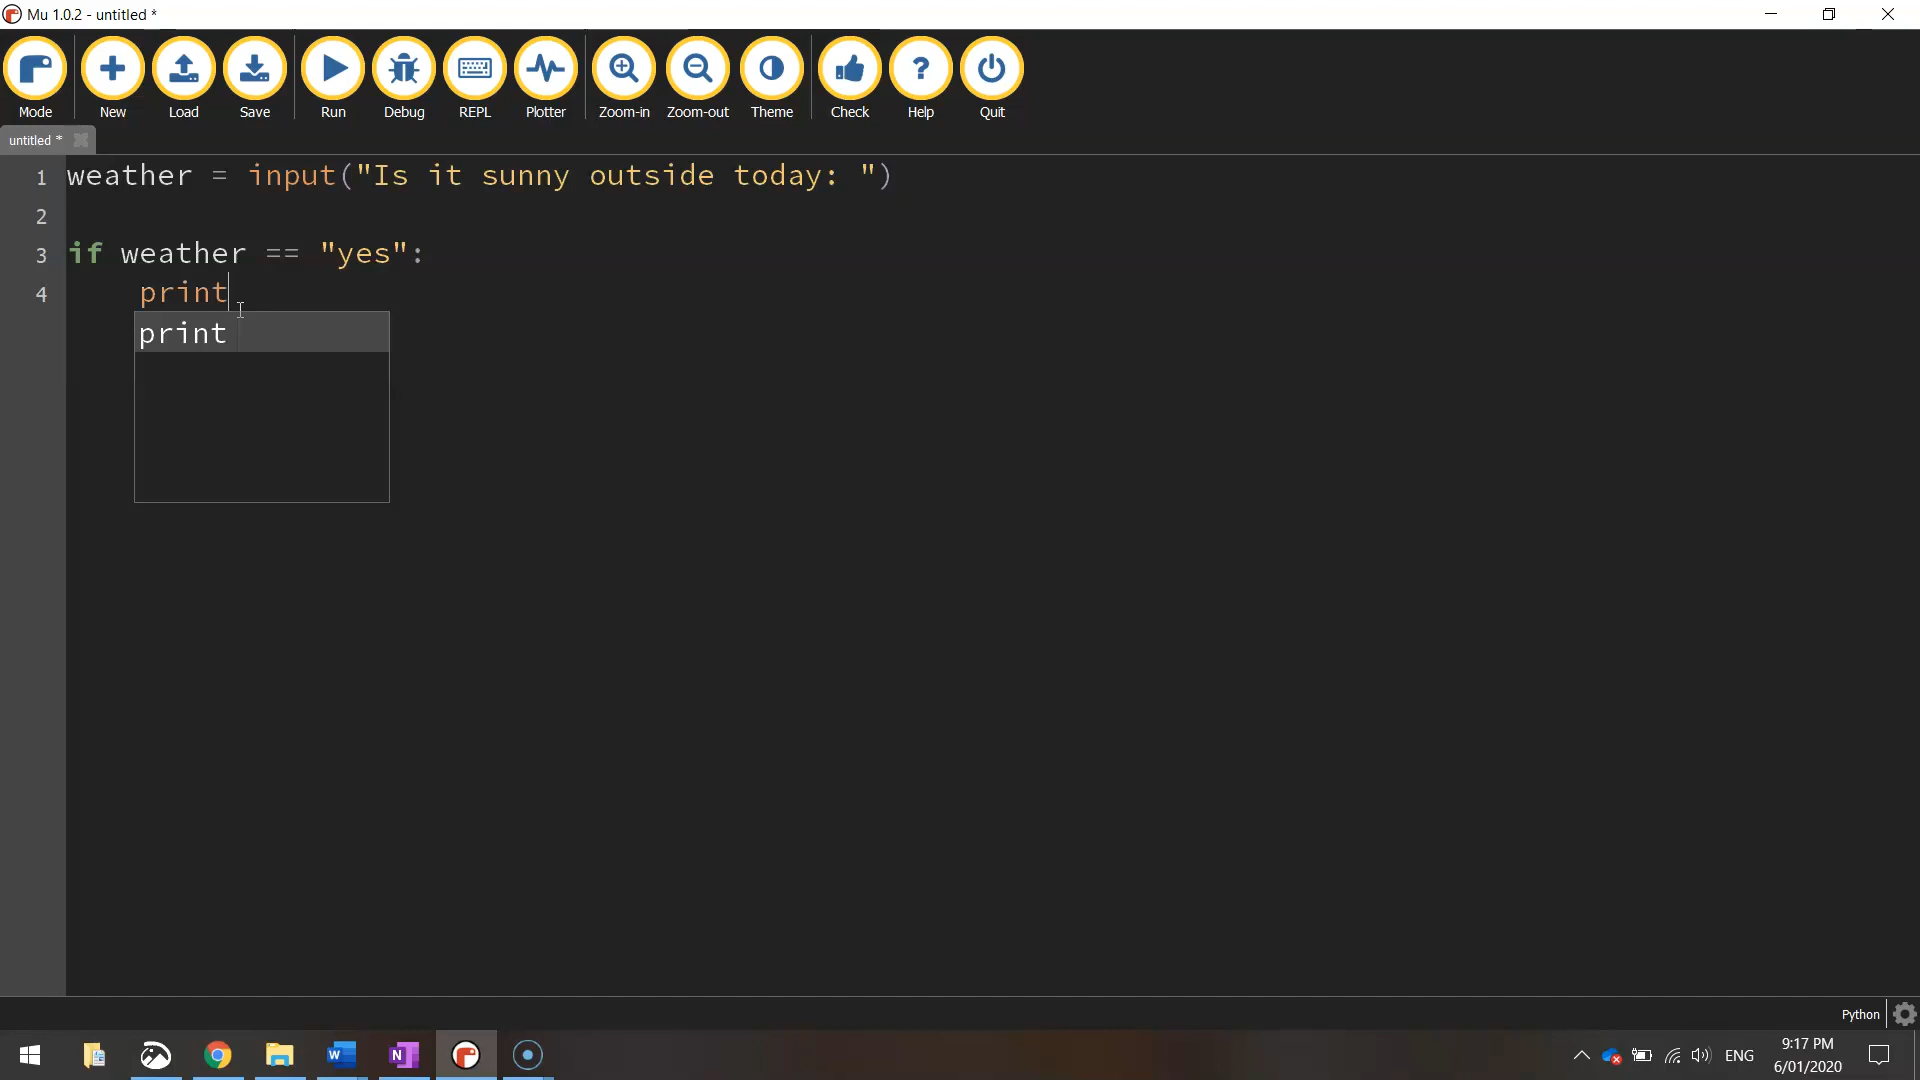 Mu 1.0.2 - untitled *
Mode New Load Save Run Debug REPL Plotter Zoom-in Zoom-out Theme Check Help Quit
untitled *
1 weather = input("Is it sunny outside today: ")
2
3 if weather == "yes":
4 print
print
Python
ENG 9:17 PM
6/01/2020